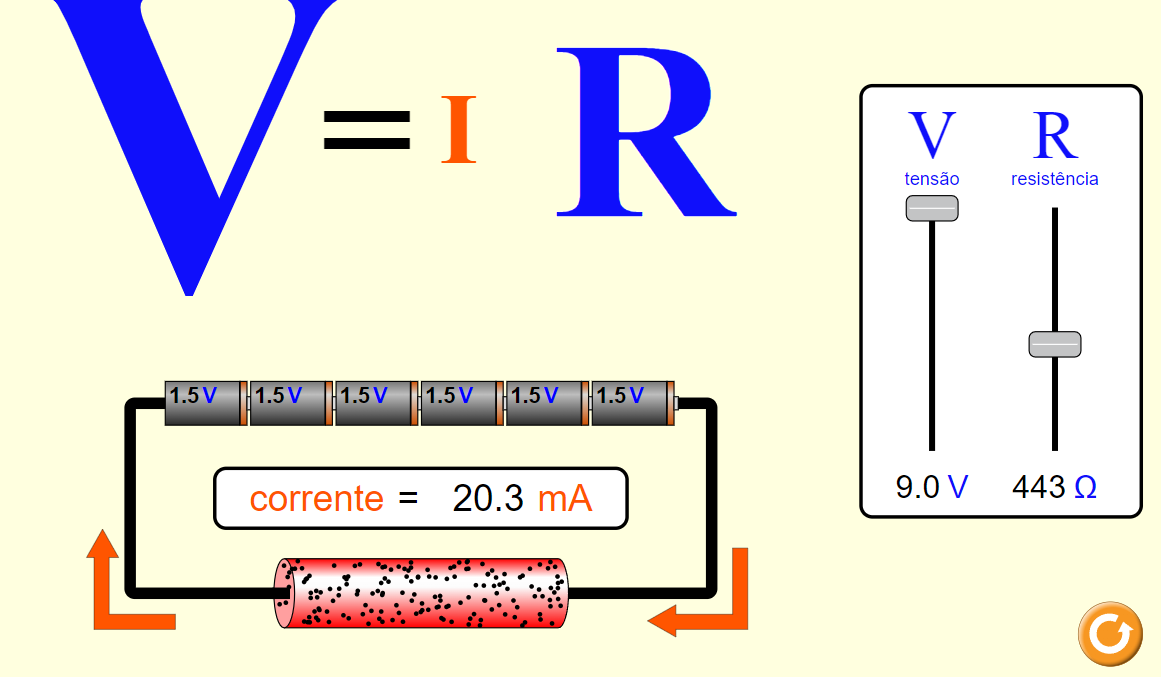 V = I R
V R
tensão resistência
9.0 V 443 Ω
1.5 V 1.5 V 1.5 V 1.5 V 1.5 V 1.5 V
corrente = 20.3 mA